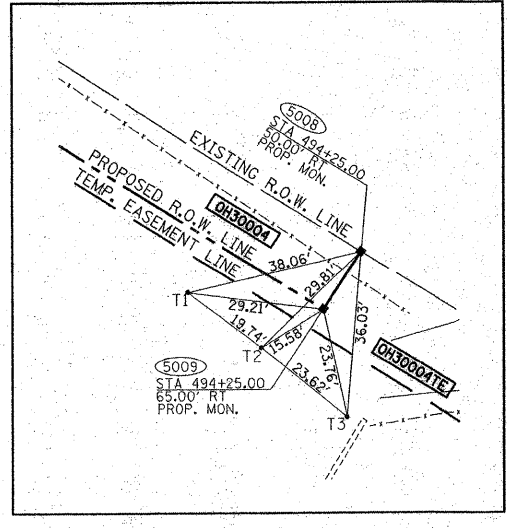 5008
STA 494+25.00
50.00' RT
PROP. MON.
EXISTING R.O.W. LINE
PROPOSED R.O.W. LINE
TEMP. EASEMENT LINE
OH30004
38.06'
29.81'
T1
29.21'
36.03'
19.74'
15.58'
T2
23.76'
OH30004TE
5009
STA 494+25.00
65.00' RT
PROP. MON.
23.62'
T3